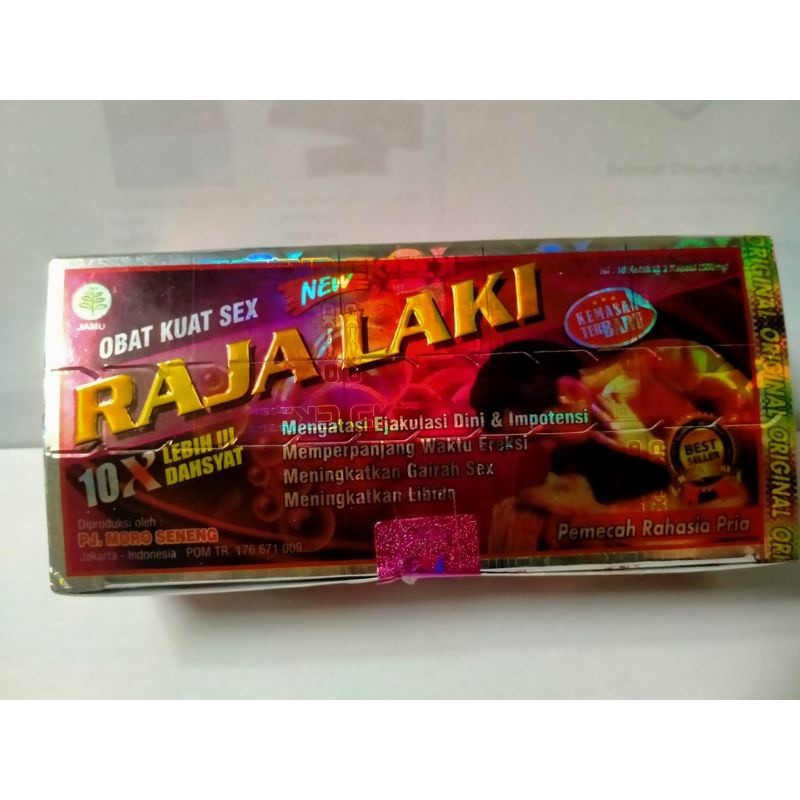 JAMU
OBAT KUAT SEX
NEW
RAJA LAKI
10X LEBIH
DAHSYAT
KEMASAN
TERBARU
Mengatasi Ejakulasi Dini & Impotensi
Memperpanjang Waktu Ereksi
Meningkatkan Gairah Sex
Meningkatkan Libido
BEST
SELLER
Diproduksi oleh :
PJ. MORO SENENG
Jakarta - Indonesia POM TR. 176 671 009
Pemecah Rahasia Pria
ORIGINAL ORIGINAL ORIGINAL ORI